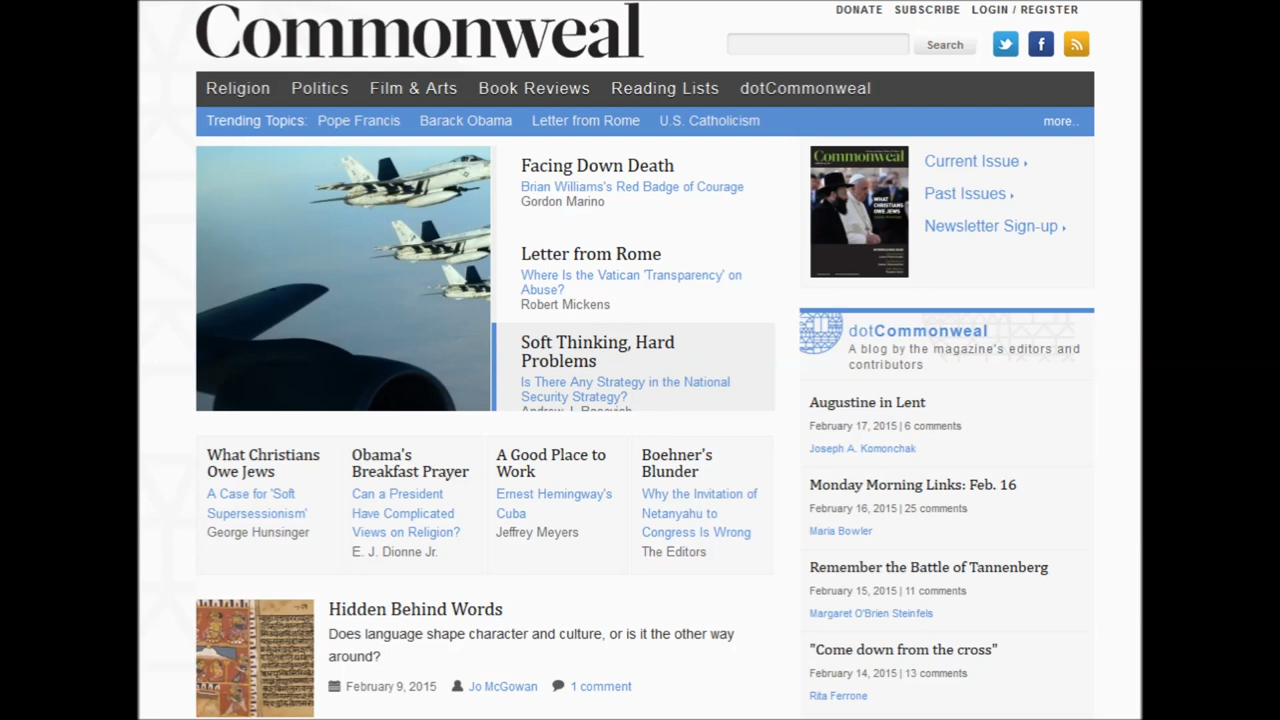 Commonweal
DONATE SUBSCRIBE LOGIN / REGISTER
Search
Religion Politics Film & Arts Book Reviews Reading Lists dotCommonweal
Trending Topics: Pope Francis Barack Obama Letter from Rome U.S. Catholicism more..
Facing Down Death
Brian Williams's Red Badge of Courage
Gordon Marino
Letter from Rome
Where Is the Vatican 'Transparency' on
Abuse?
Robert Mickens
Soft Thinking, Hard
Problems
Is There Any Strategy in the National
Security Strategy?
Commonweal
WHAT
CHRISTIANS
OWE JEWS
Current Issue
Past Issues
Newsletter Sign-up
dotCommonweal
A blog by the magazine's editors and
contributors
Augustine in Lent
February 17, 2015 | 6 comments
Joseph A. Komonchak
Monday Morning Links: Feb. 16
February 16, 2015 | 25 comments
Maria Bowler
Remember the Battle of Tannenberg
February 15, 2015 | 11 comments
Margaret O'Brien Steinfels
"Come down from the cross"
February 14, 2015 | 13 comments
Rita Ferrone
What Christians
Owe Jews
A Case for 'Soft
Supersessionism'
George Hunsinger
Obama's
Breakfast Prayer
Can a President
Have Complicated
Views on Religion?
E. J. Dionne Jr.
A Good Place to
Work
Ernest Hemingway's
Cuba
Jeffrey Meyers
Boehner's
Blunder
Why the Invitation of
Netanyahu to
Congress Is Wrong
The Editors
Hidden Behind Words
Does language shape character and culture, or is it the other way
around?
February 9, 2015 Jo McGowan 1 comment